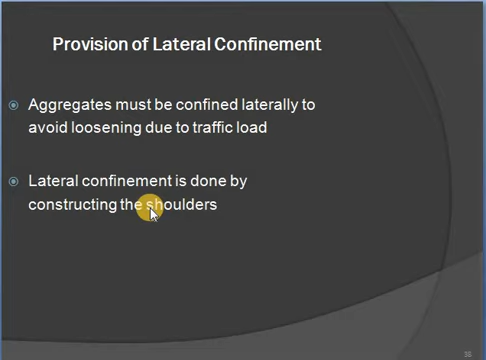 Provision of Lateral Confinement
Aggregates must be confined laterally to
avoid loosening due to traffic load
Lateral confinement is done by
constructing the shoulders
36